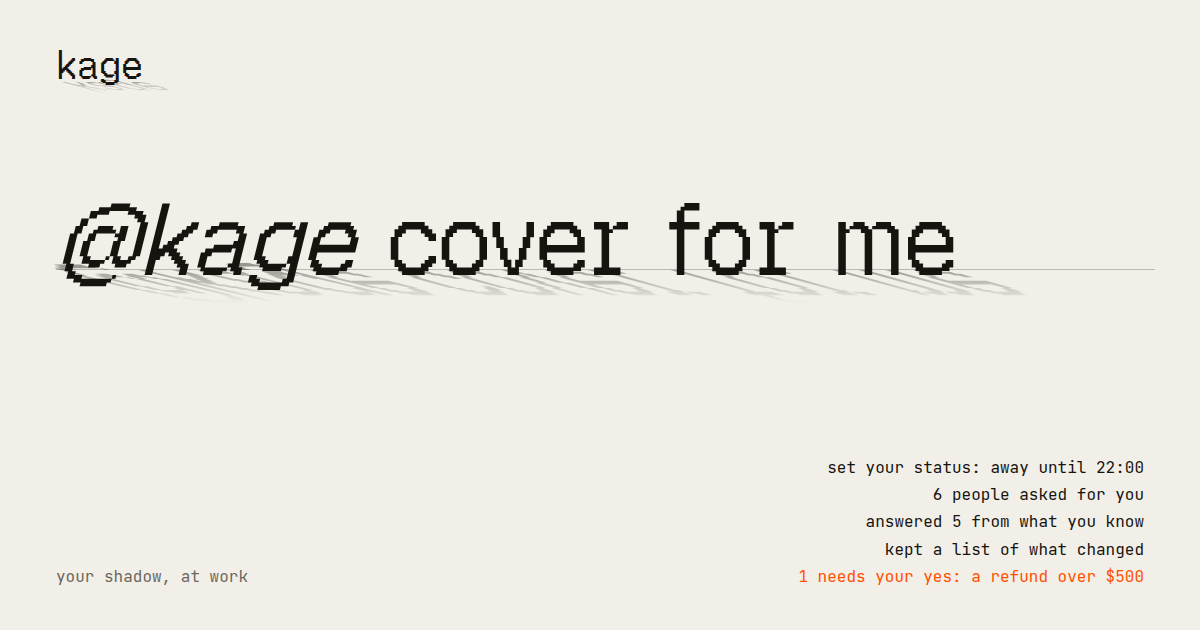 kage
@kage cover for me
set your status: away until 22:00
6 people asked for you
answered 5 from what you know
kept a list of what changed
1 needs your yes: a refund over $500
your shadow, at work